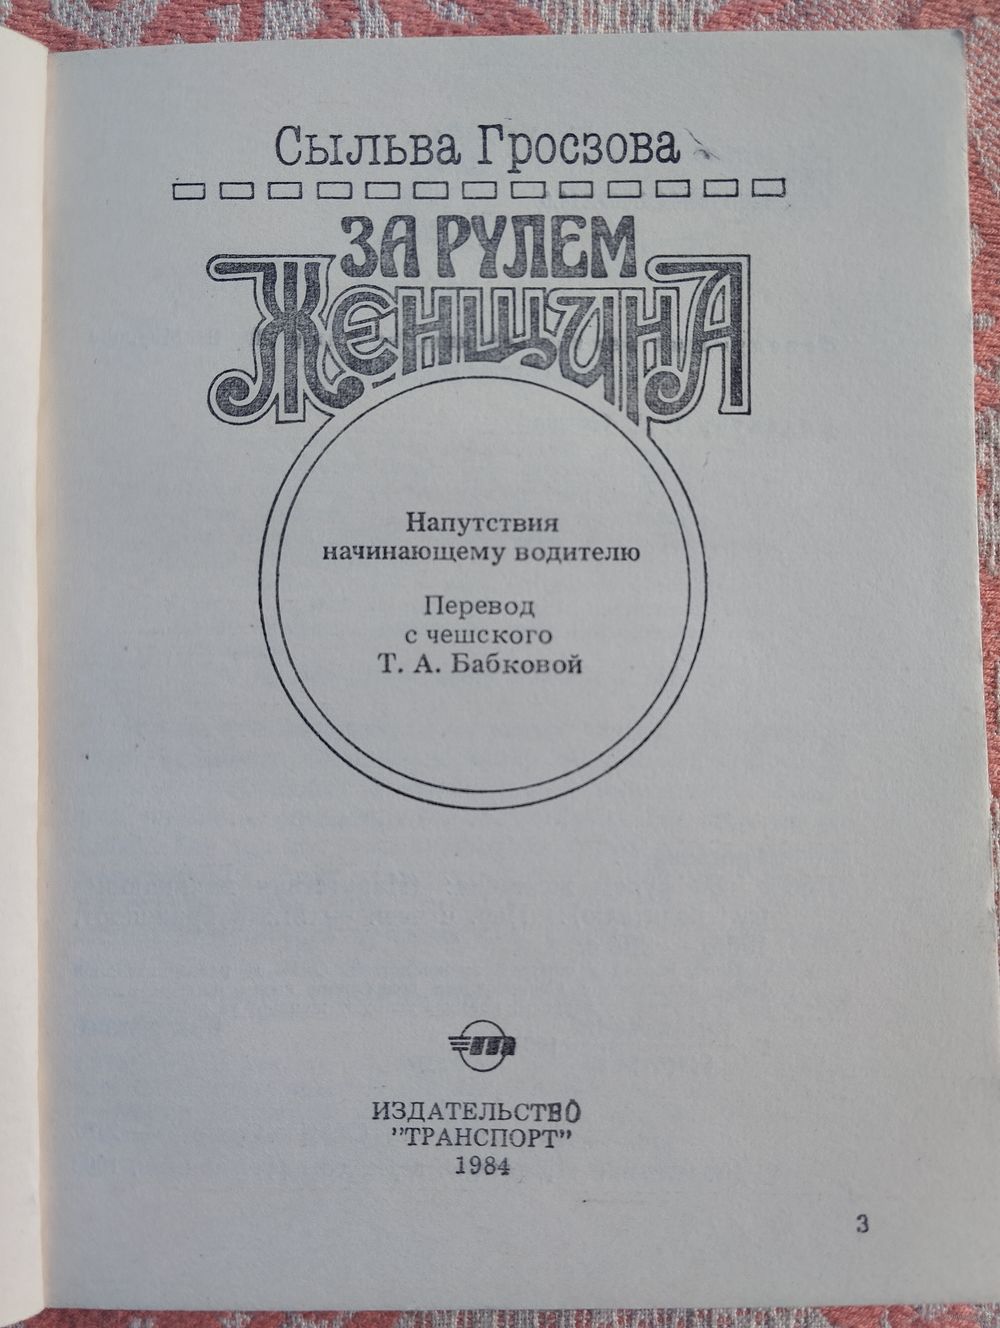 Сыльва Гросзова
ЗА РУЛЕМ
ЖЕНЩИНА
Напутствия
начинающему водителю
Перевод
с чешского
Т. А. Бабковой
т
ИЗДАТЕЛЬСТВО
"ТРАНСПОРТ"
1984
3